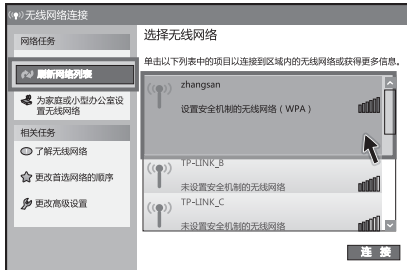 无线网络连接
网络任务
刷新网络列表
为家庭或小型办公室设
置无线网络
相关任务
了解无线网络
更改首选网络的顺序
更改高级设置
选择无线网络
单击以下列表中的项目以连接到区域内的无线网络或获得更多信息。
zhangsan
设置安全机制的无线网络（WPA）
TP-LINK_B
未设置安全机制的无线网络
TP-LINK_C
未设置安全机制的无线网络
连 接